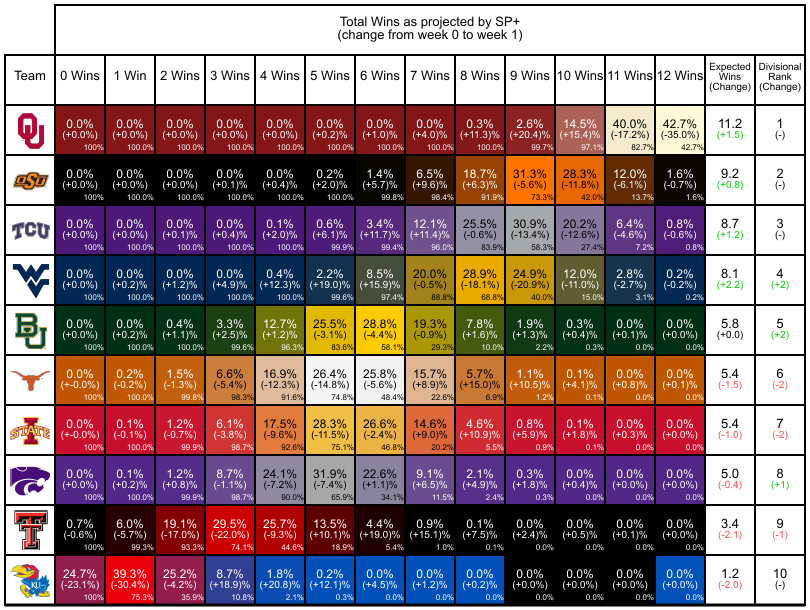 Total Wins as projected by SP+
(change from week 0 to week 1)
Team 0 Wins 1 Win 2 Wins 3 Wins 4 Wins 5 Wins 6 Wins 7 Wins 8 Wins 9 Wins 10 Wins 11 Wins 12 Wins Expected Wins (Change) Divisional Rank (Change)
OU 0.0% 0.0% 0.0% 0.0% 0.0% 0.0% 0.0% 0.0% 0.3% 2.6% 14.5% 40.0% 42.7% 11.2 1
(+0.0%) (+0.0%) (+0.0%) (+0.0%) (+0.0%) (+0.2%) (+1.0%) (+4.0%) (+11.3%) (+20.4%) (+15.4%) (-17.2%) (-35.0%) (+1.5) (-)
100% 100.0% 100.0% 100.0% 100.0% 100.0% 100.0% 100.0% 100.0% 99.7% 97.1% 82.7% 42.7%
OSU 0.0% 0.0% 0.0% 0.0% 0.0% 0.2% 1.4% 6.5% 18.7% 31.3% 28.3% 12.0% 1.6% 9.2 2
(+0.0%) (+0.0%) (+0.0%) (+0.1%) (+0.4%) (+2.0%) (+5.7%) (+9.6%) (+6.3%) (-5.6%) (-11.8%) (-6.1%) (-0.7%) (+0.8) (-)
100% 100.0% 100.0% 100.0% 100.0% 100.0% 99.8% 98.4% 91.9% 73.3% 42.0% 13.7% 1.6%
TCU 0.0% 0.0% 0.0% 0.0% 0.1% 0.6% 3.4% 12.1% 25.5% 30.9% 20.2% 6.4% 0.8% 8.7 3
(+0.0%) (+0.0%) (+0.0%) (+0.4%) (+2.0%) (+6.1%) (+11.7%) (+11.4%) (-0.6%) (-13.4%) (-12.6%) (-4.6%) (-0.6%) (+1.2) (-)
100% 100.0% 100.0% 100.0% 100.0% 99.9% 99.4% 96.0% 83.9% 58.3% 27.4% 7.2% 0.8%
WV 0.0% 0.0% 0.0% 0.0% 0.4% 2.2% 8.5% 20.0% 28.9% 24.9% 12.0% 2.8% 0.2% 8.1 4
(+0.0%) (+0.2%) (+1.2%) (+4.9%) (+12.3%) (+19.0%) (+15.9%) (-0.5%) (-18.1%) (-20.9%) (-11.0%) (-2.7%) (-0.2%) (+2.2) (+2)
100% 100.0% 100.0% 100.0% 100.0% 99.6% 97.4% 88.8% 68.8% 40.0% 15.0% 3.1% 0.2%
BU 0.0% 0.0% 0.4% 3.3% 12.7% 25.5% 28.8% 19.3% 7.8% 1.9% 0.3% 0.0% 0.0% 5.8 5
(+0.0%) (+0.2%) (+1.1%) (+2.5%) (+1.2%) (-3.1%) (-4.4%) (-0.9%) (+1.6%) (+1.3%) (+0.4%) (+0.1%) (+0.0%) (+0.0) (+2)
100% 100.0% 100.0% 99.6% 96.3% 83.6% 58.1% 29.3% 10.0% 2.2% 0.3% 0.0% 0.0%
0.0% 0.1% 1.5% 6.6% 16.9% 26.4% 25.8% 15.7% 5.7% 1.1% 0.1% 0.0% 0.0% 5.4 6
(+-0.0%) (-0.2%) (-1.3%) (-5.4%) (-12.3%) (-14.8%) (-5.6%) (+8.9%) (+15.0%) (+10.5%) (+4.1%) (+0.8%) (+0.1%) (-1.5) (-2)
100% 100.0% 99.8% 98.3% 91.6% 74.8% 48.4% 22.6% 6.9% 1.2% 0.1% 0.0% 0.0%
I STATE 0.0% 0.1% 1.2% 6.1% 17.5% 28.3% 26.6% 14.6% 4.6% 0.8% 0.1% 0.0% 0.0% 5.4 7
(+-0.0%) (-0.1%) (-0.7%) (-3.8%) (-9.6%) (-11.5%) (-2.4%) (+9.0%) (+10.9%) (+5.9%) (+1.8%) (+0.3%) (+0.0%) (-1.0) (-2)
100% 100.0% 99.9% 98.7% 92.6% 75.1% 46.8% 20.2% 5.5% 0.9% 0.1% 0.0% 0.0%
0.0% 0.1% 1.2% 8.7% 24.1% 31.9% 22.6% 9.1% 2.1% 0.3% 0.0% 0.0% 0.0% 5.0 8
(+0.0%) (+0.2%) (+0.8%) (-1.1%) (-7.2%) (-7.4%) (+1.1%) (+6.5%) (+4.9%) (+1.8%) (+0.4%) (+0.0%) (+0.0%) (-0.4) (+1)
100% 100.0% 99.9% 98.7% 90.0% 65.9% 34.1% 11.5% 2.4% 0.3% 0.0% 0.0% 0.0%
T 0.7% 6.0% 19.1% 29.5% 25.7% 13.5% 4.4% 0.9% 0.1% 0.0% 0.0% 0.0% 0.0% 3.4 9
(-0.6%) (-5.7%) (-17.0%) (-22.0%) (-9.3%) (+10.1%) (+19.0%) (+15.1%) (+7.5%) (+2.4%) (+0.5%) (+0.1%) (+0.0%) (-2.1) (-1)
100% 99.3% 93.3% 74.1% 44.6% 18.9% 5.4% 1.0% 0.1% 0.0% 0.0% 0.0% 0.0%
KU 24.7% 39.3% 25.2% 8.7% 1.8% 0.2% 0.0% 0.0% 0.0% 0.0% 0.0% 0.0% 0.0% 1.2 10
(-23.1%) (-30.4%) (-4.2%) (+18.9%) (+20.8%) (+12.1%) (+4.5%) (+1.2%) (+0.2%) (+0.0%) (+0.0%) (+0.0%) (+0.0%) (-2.0) (-)
100% 75.3% 35.9% 10.8% 2.1% 0.3% 0.0% 0.0% 0.0% 0.0% 0.0% 0.0% 0.0%